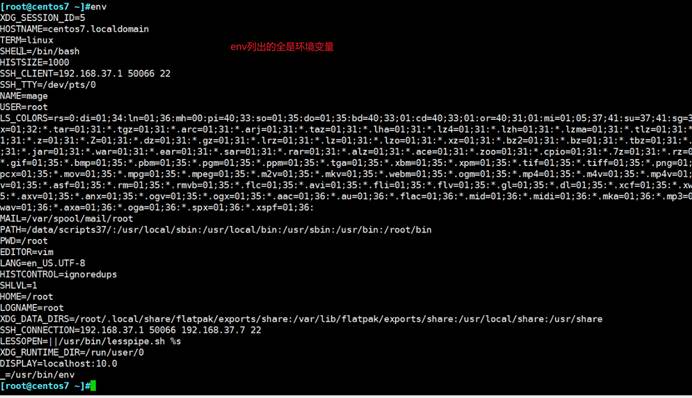 [root@centos7 ~]#env
XDG_SESSION_ID=5
HOSTNAME=centos7.localdomain
TERM=linux
SHELL=/bin/bash
env列出的全是环境变量
HISTSIZE=1000
SSH_CLIENT=192.168.37.1 50066 22
SSH_TTY=/dev/pts/0
NAME=mage
USER=root
LS_COLORS=rs=0:di=01;34:ln=01;36:mh=00:pi=40;33:so=01;35:do=01;35:bd=40;33;01:cd=40;33;01:or=40;31;01:mi=01;05;37;41:su=37;41:sg=3
x=01;32:*.tar=01;31:*.tgz=01;31:*.arc=01;31:*.arj=01;31:*.taz=01;31:*.lha=01;31:*.lz4=01;31:*.lzh=01;31:*.lzma=01;31:*.tlz=01;31:*
1;31:*.z=01;31:*.Z=01;31:*.dz=01;31:*.gz=01;31:*.lrz=01;31:*.lz=01;31:*.lzo=01;31:*.xz=01;31:*.bz2=01;31:*.bz=01;31:*.tbz=01;31:*
;31:*.jar=01;31:*.war=01;31:*.ear=01;31:*.sar=01;31:*.rar=01;31:*.alz=01;31:*.ace=01;31:*.zoo=01;31:*.cpio=01;31:*.7z=01;31:*.rz=
*.gif=01;35:*.bmp=01;35:*.pbm=01;35:*.pgm=01;35:*.ppm=01;35:*.tga=01;35:*.xbm=01;35:*.xpm=01;35:*.tif=01;35:*.tiff=01;35:*.png=01
pcx=01;35:*.mov=01;35:*.mpg=01;35:*.mpeg=01;35:*.m2v=01;35:*.mkv=01;35:*.webm=01;35:*.ogm=01;35:*.mp4=01;35:*.m4v=01;35:*.mp4v=01
v=01;35:*.asf=01;35:*.rm=01;35:*.rmvb=01;35:*.flc=01;35:*.avi=01;35:*.fli=01;35:*.flv=01;35:*.gl=01;35:*.dl=01;35:*.xcf=01;35:*.xw
35:*.axv=01;35:*.anx=01;35:*.ogv=01;35:*.ogx=01;35:*.aac=01;36:*.au=01;36:*.flac=01;36:*.mid=01;36:*.midi=01;36:*.mka=01;36:*.mp3=0
wav=01;36:*.axa=01;36:*.oga=01;36:*.spx=01;36:*.xspf=01;36:
MAIL=/var/spool/mail/root
PATH=/data/scripts37/:/usr/local/sbin:/usr/local/bin:/usr/sbin:/usr/bin:/root/bin
PWD=/root
EDITOR=vim
LANG=en_US.UTF-8
HISTCONTROL=ignoredups
SHLVL=1
HOME=/root
LOGNAME=root
XDG_DATA_DIRS=/root/.local/share/flatpak/exports/share:/var/lib/flatpak/exports/share:/usr/local/share:/usr/share
SSH_CONNECTION=192.168.37.1 50066 192.168.37.7 22
LESSOPEN=||/usr/bin/lesspipe.sh %s
XDG_RUNTIME_DIR=/run/user/0
DISPLAY=localhost:10.0
_=/usr/bin/env
[root@centos7 ~]#